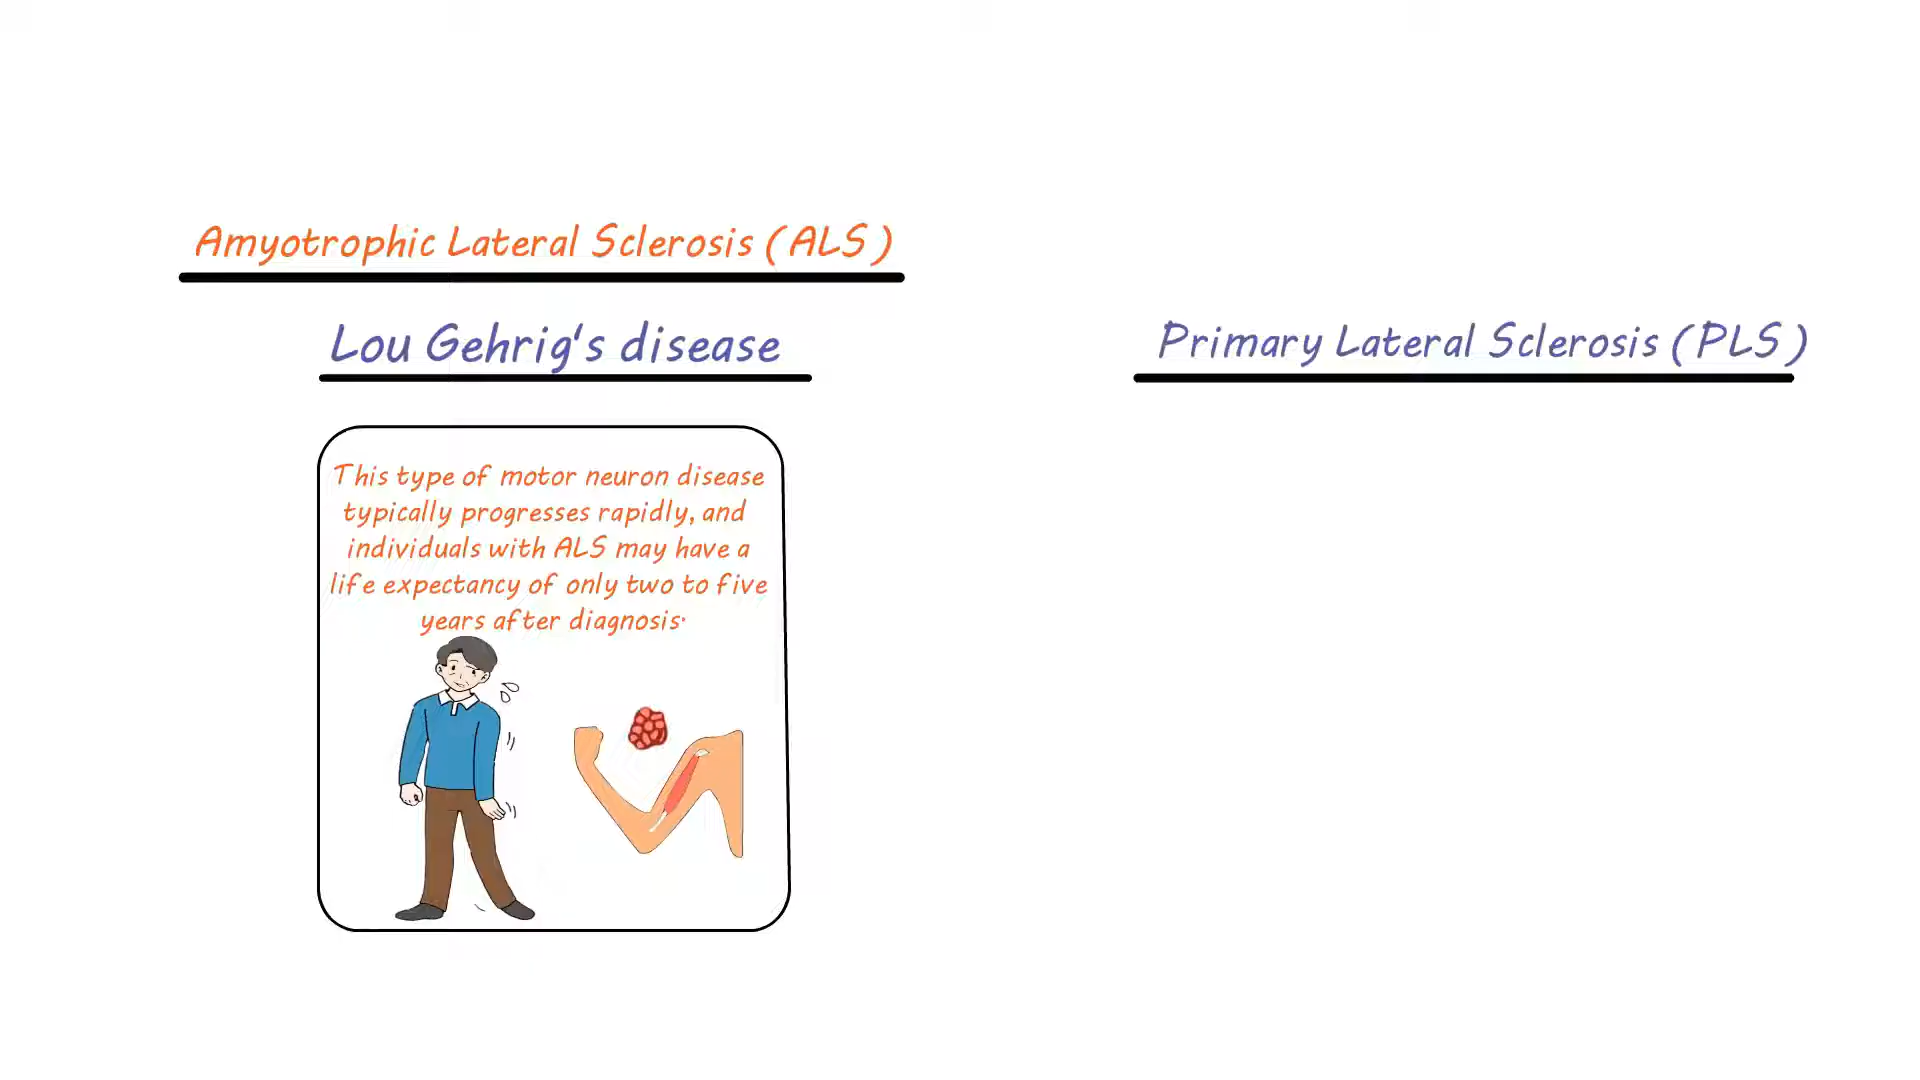 Amyotrophic Lateral Sclerosis (ALS)
Lou Gehrig's disease
This type of motor neuron disease
typically progresses rapidly, and
individuals with ALS may have a
life expectancy of only two to five
years after diagnosis.
Primary Lateral Sclerosis (PLS)